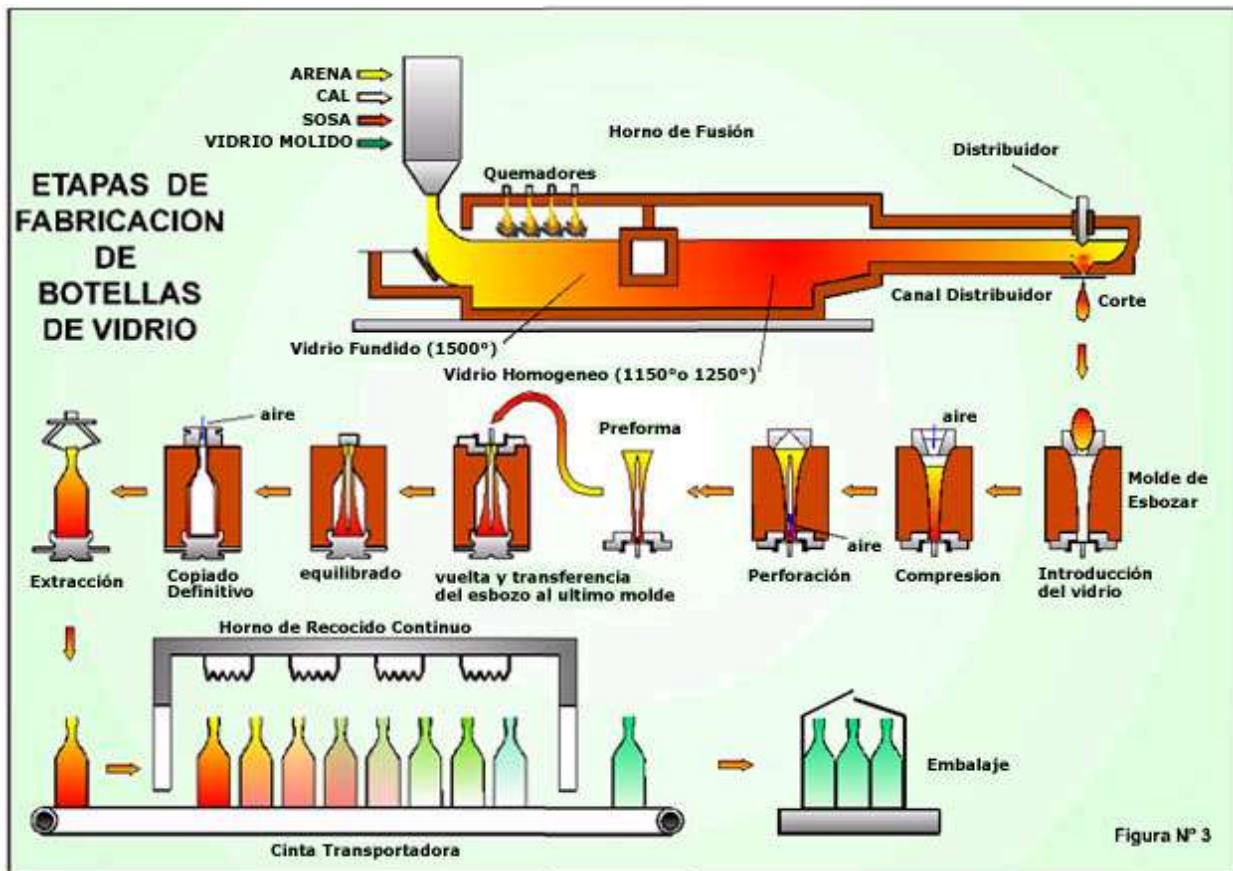 ARENA
CAL
SOSA
VIDRIO MOLIDO
ETAPAS DE
FABRICACION
DE
BOTELLAS
DE VIDRIO
Horno de Fusión
Quemadores
Distribuidor
Canal Distribuidor
Corte
Vidrio Fundido (1500°)
Vidrio Homogeneo (1150°o 1250°)
aire
Preforma
aire
Molde de
Esbozar
aire
Extracción
Copiado
Definitivo
equilibrado
vuelta y transferencia
del esbozo al ultimo molde
Perforación
Compresion
Introducción
del vidrio
Horno de Recocido Continuo
Embalaje
Cinta Transportadora
Figura Nº 3